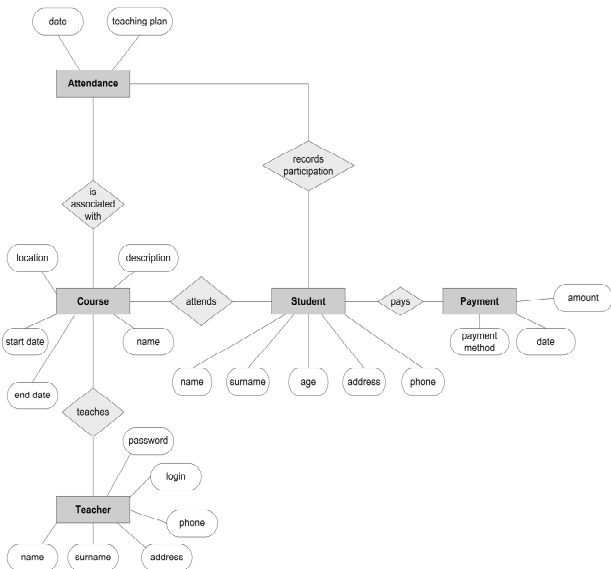 date
teaching plan
Attendance
records
participation
is
associated
with
location
description
Course
attends
Student
pays
Payment
amount
start date
name
payment
method
date
end date
name
surname
age
address
phone
teaches
password
login
Teacher
phone
name
surname
address